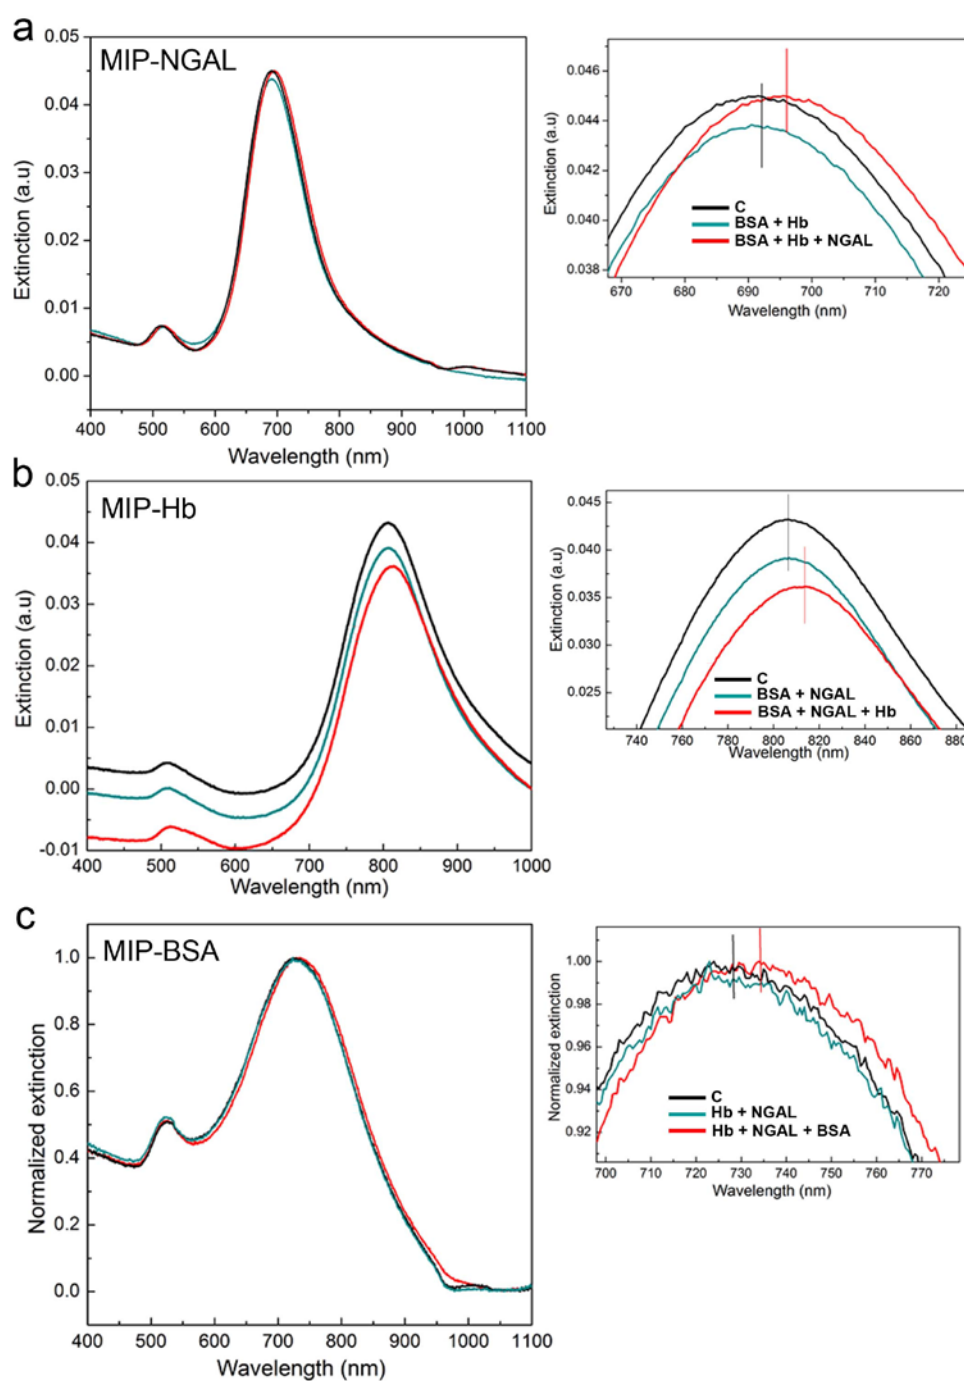 a
MIP-NGAL
Extinction (a.u)
0.05
0.04
0.03
0.02
0.01
0.00
400 500 600 700 800 900 1000 1100
Wavelength (nm)
Extinction (a.u)
0.046
0.044
0.042
0.040
0.038
C
BSA + Hb
BSA + Hb + NGAL
670 680 690 700 710 720
Wavelength (nm)
b
MIP-Hb
Extinction (a.u)
0.05
0.04
0.03
0.02
0.01
0.00
-0.01
400 500 600 700 800 900 1000
Wavelength (nm)
Extinction (a.u)
0.045
0.040
0.035
0.030
0.025
C
BSA + NGAL
BSA + NGAL + Hb
740 760 780 800 820 840 860 880
Wavelength (nm)
c
MIP-BSA
Normalized extinction
1.0
0.8
0.6
0.4
0.2
0.0
400 500 600 700 800 900 1000 1100
Wavelength (nm)
Normalized extinction
1.00
0.98
0.96
0.94
0.92
C
Hb + NGAL
Hb + NGAL + BSA
700 710 720 730 740 750 760 770
Wavelength (nm)